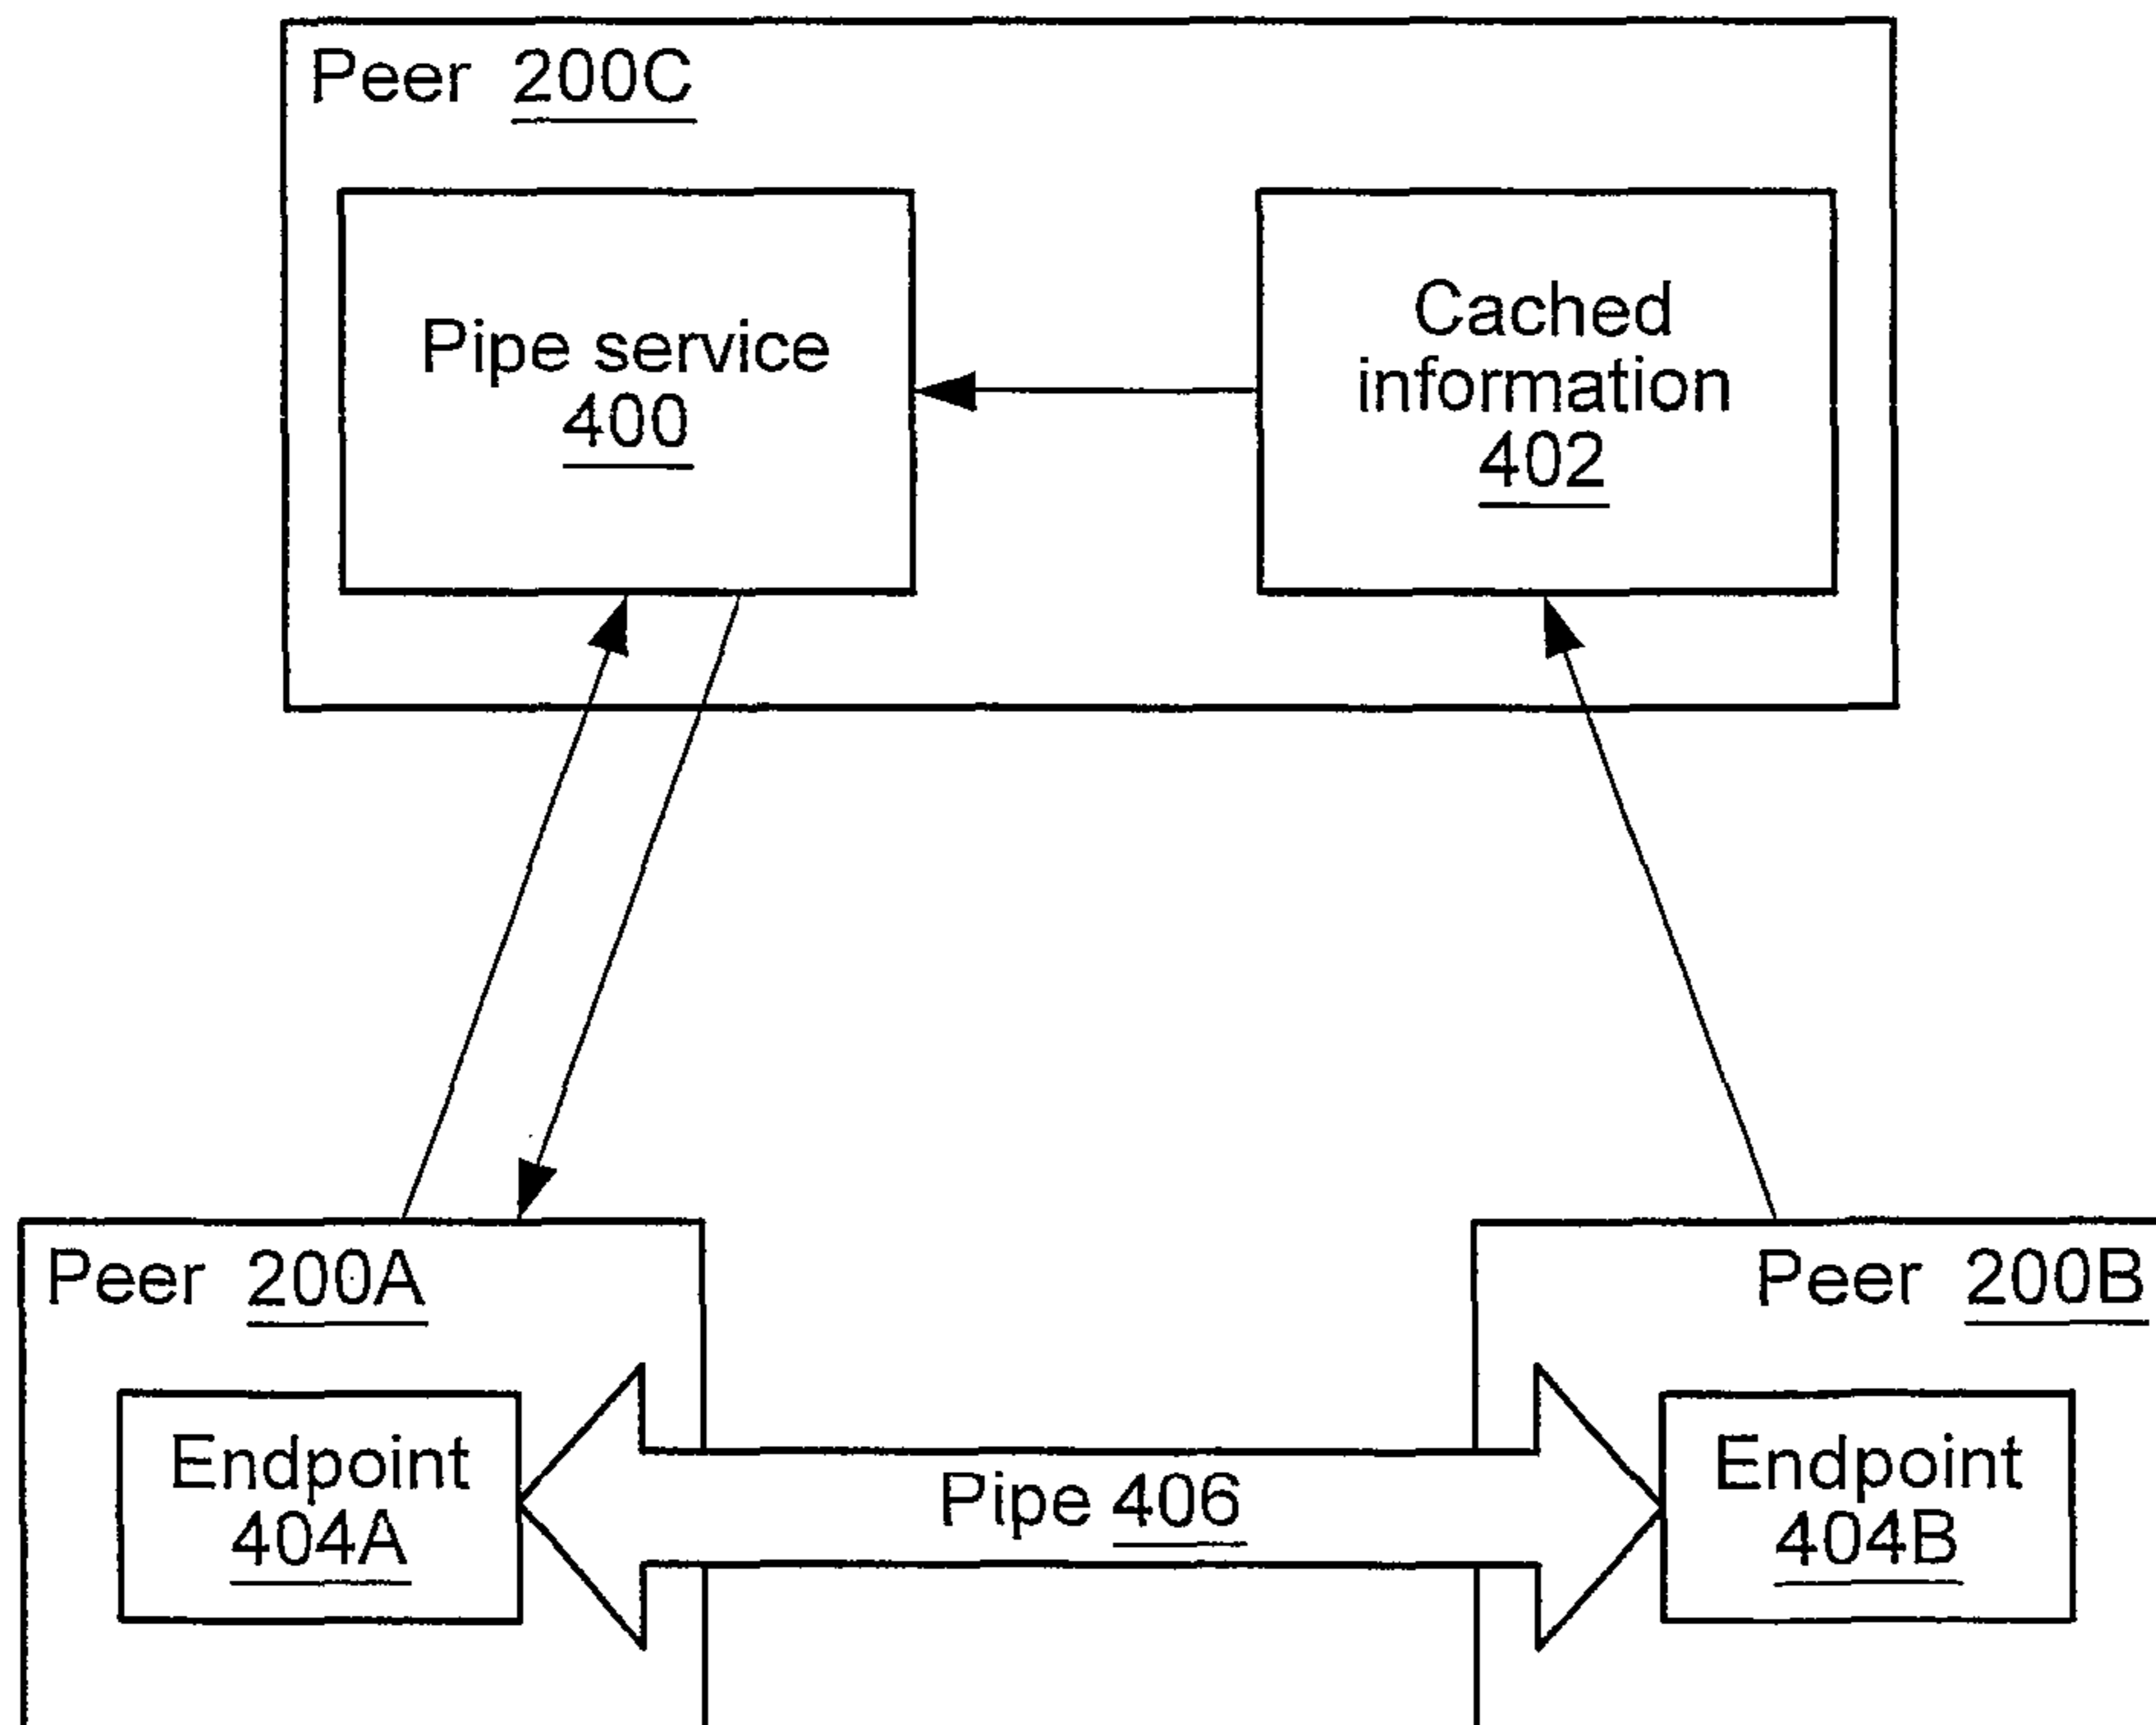 Peer 200C
Pipe service
400
Cached
information
402
Peer 200A
Peer 200B
Endpoint
404A
Pipe 406
Endpoint
404B